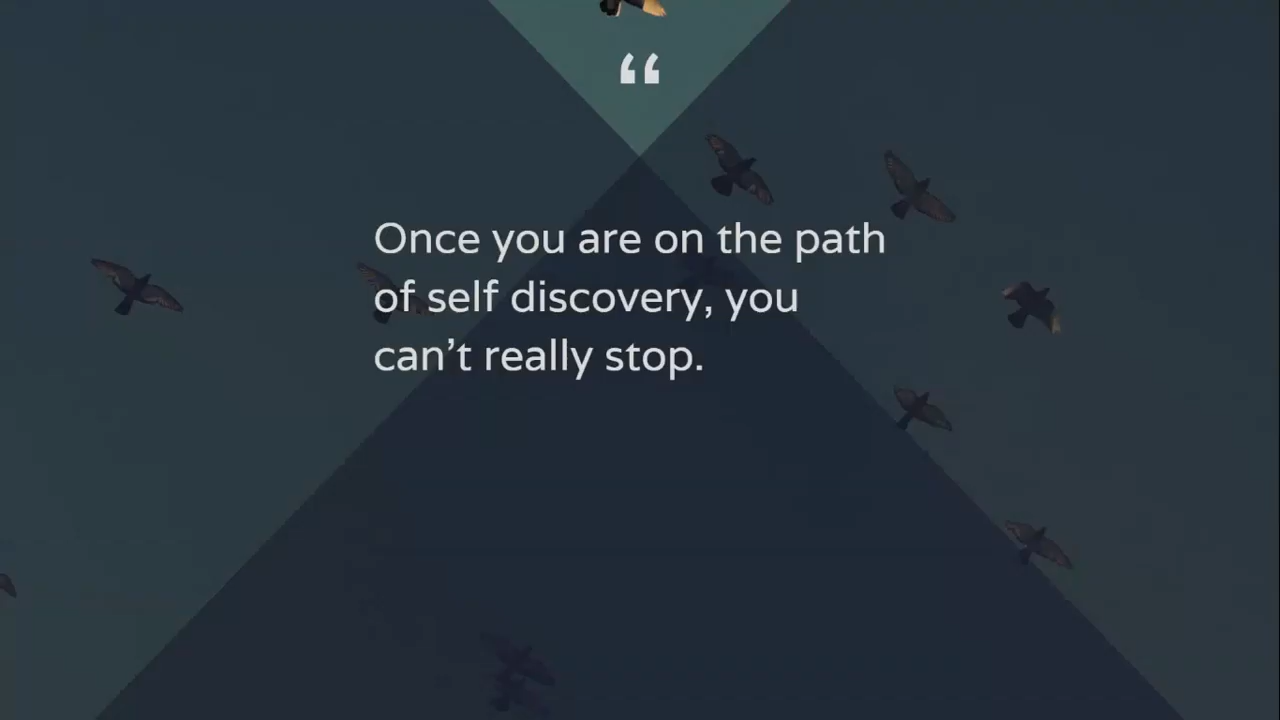 “
Once you are on the path
of self discovery, you
can’t really stop.